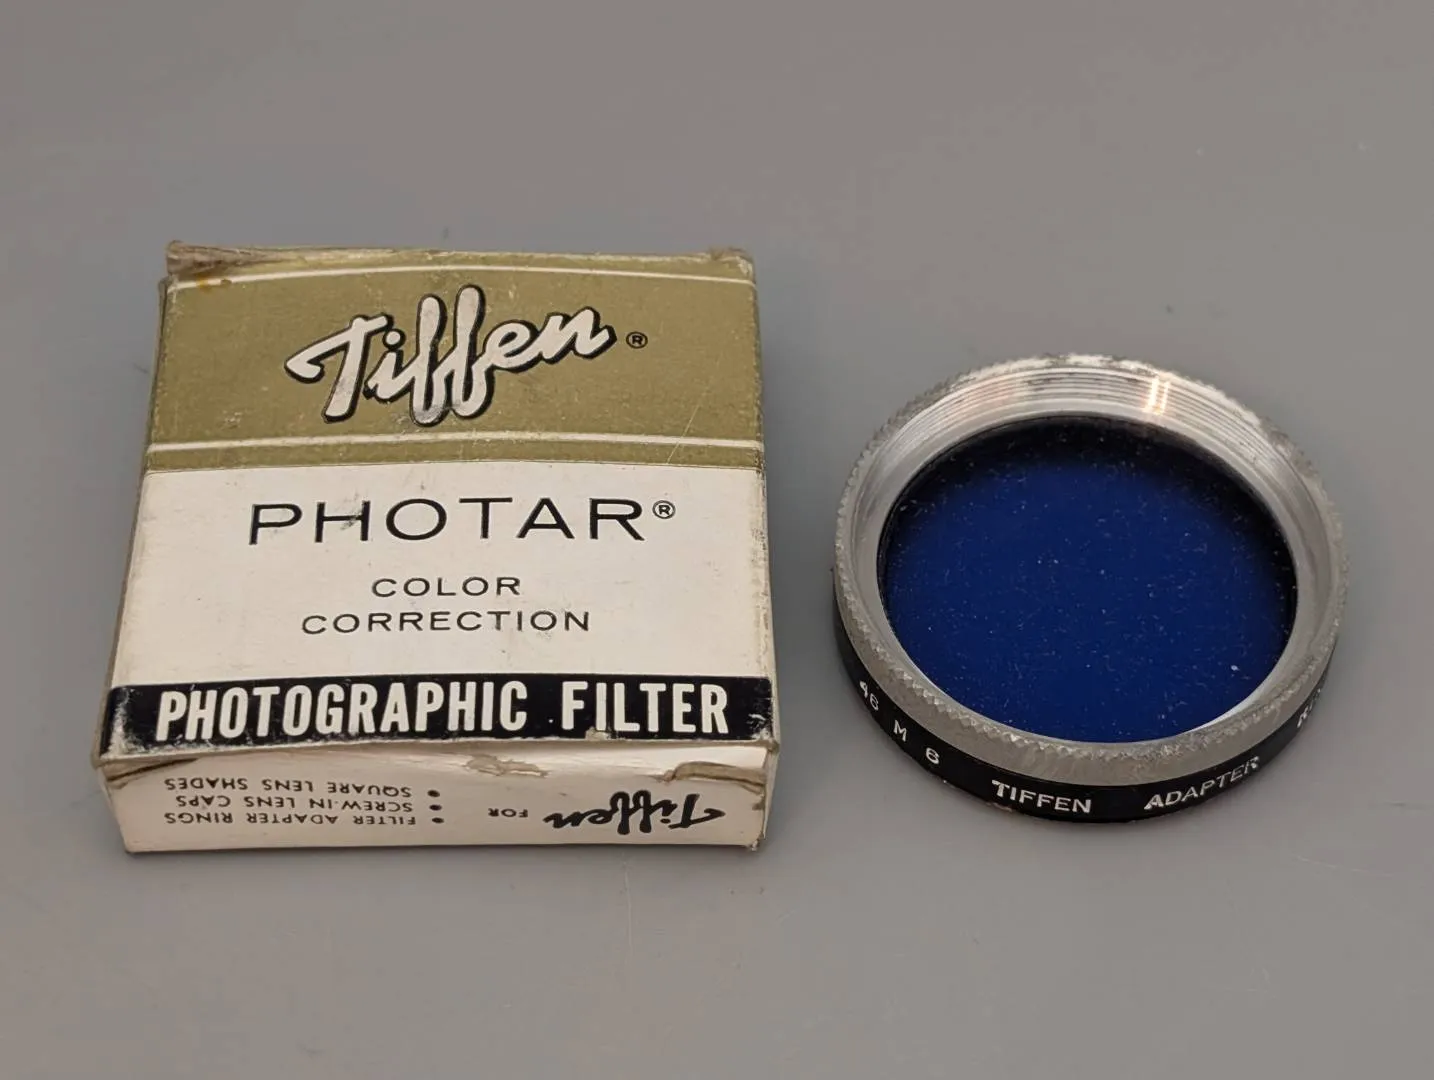 Tiffen®
PHOTAR®
COLOR
CORRECTION
PHOTOGRAPHIC FILTER
Tiffen FOR
• FILTER ADAPTER RINGS
• SCREW-IN LENS CAPS
• SQUARE LENS SHADES
46 M 6 TIFFEN ADAPTER